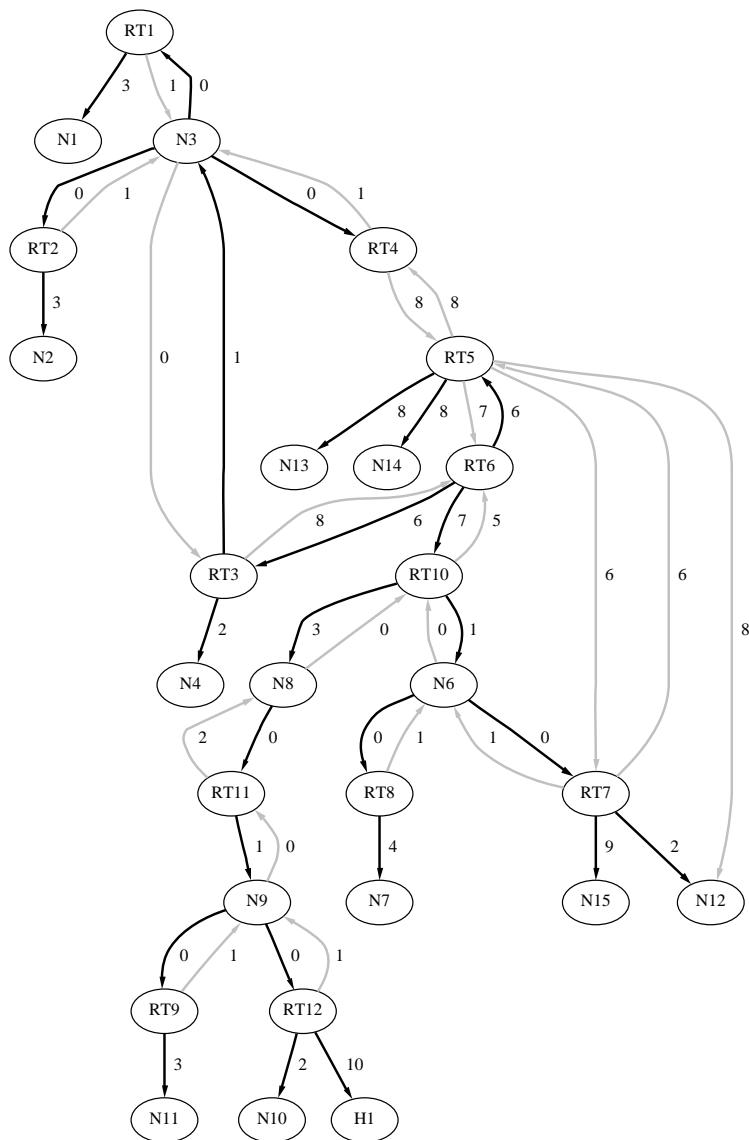 RT1
3 1 0
N1 N3
0 1 0 1
RT2 RT4
3 8 8
N2 0 1 RT5
8 8 7 6
N13 N14 RT6
8 6 7 5
RT3 RT10 6 6 8
2 3 0 0 1
N4 N8 N6
2 0 0 1 1 0
RT11 RT8 RT7
1 0 4 9 2
N9 N7 N15 N12
0 1 0 1
RT9 RT12
3 2 10
N11 N10 H1